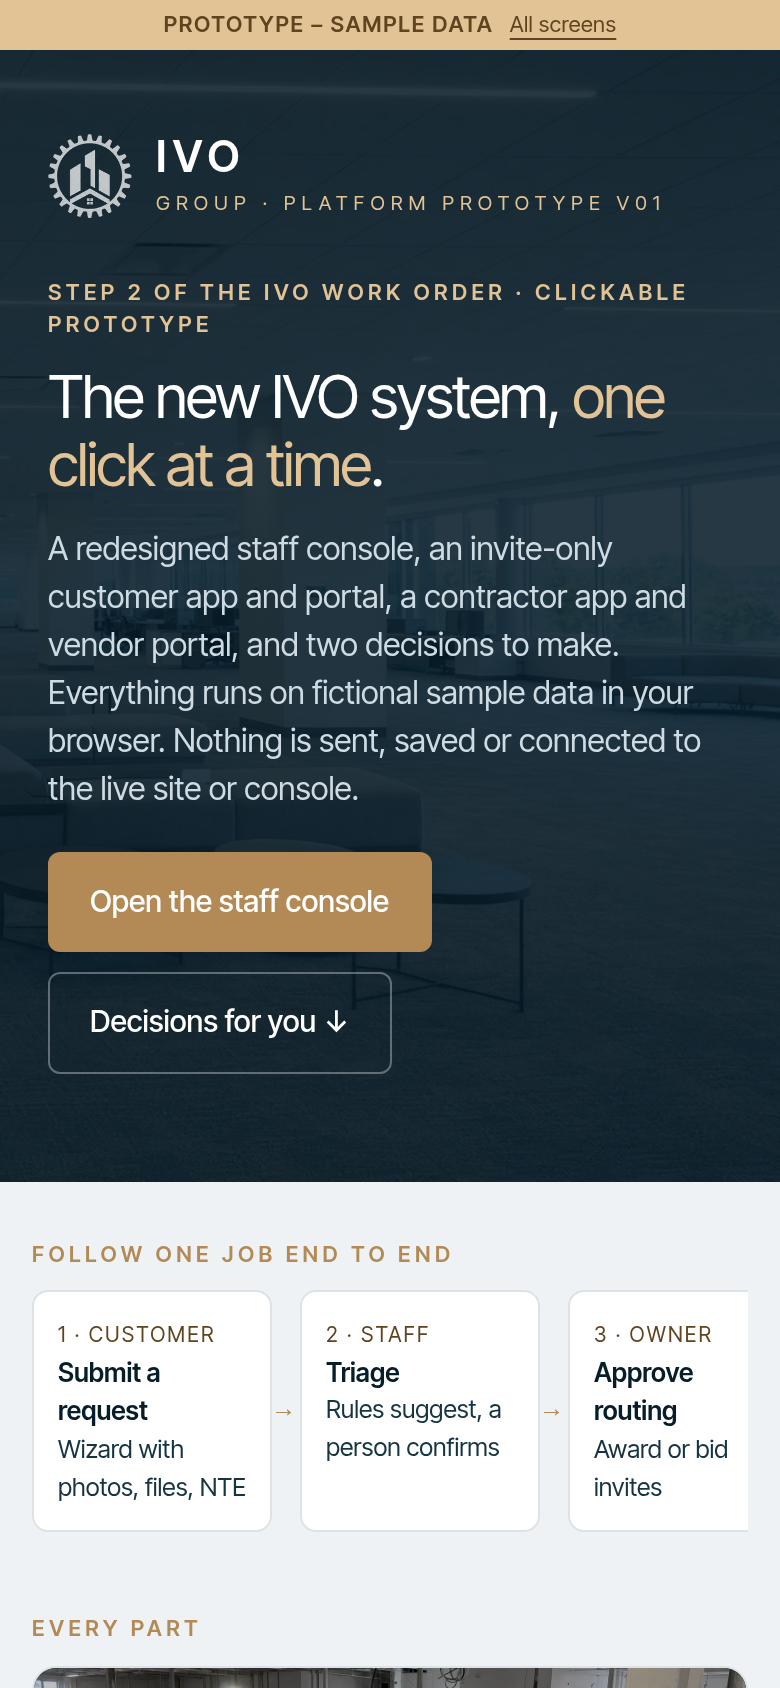 PROTOTYPE – SAMPLE DATA All screens
IVO
GROUP · PLATFORM PROTOTYPE V01
STEP 2 OF THE IVO WORK ORDER · CLICKABLE
PROTOTYPE
The new IVO system, one
click at a time.
A redesigned staff console, an invite-only
customer app and portal, a contractor app and
vendor portal, and two decisions to make.
Everything runs on fictional sample data in your
browser. Nothing is sent, saved or connected to
the live site or console.
Open the staff console
Decisions for you ↓
FOLLOW ONE JOB END TO END
1 · CUSTOMER
Submit a
request
Wizard with
photos, files, NTE
→
2 · STAFF
Triage
Rules suggest, a
person confirms
→
3 · OWNER
Approve
routing
Award or bid
invites
EVERY PART